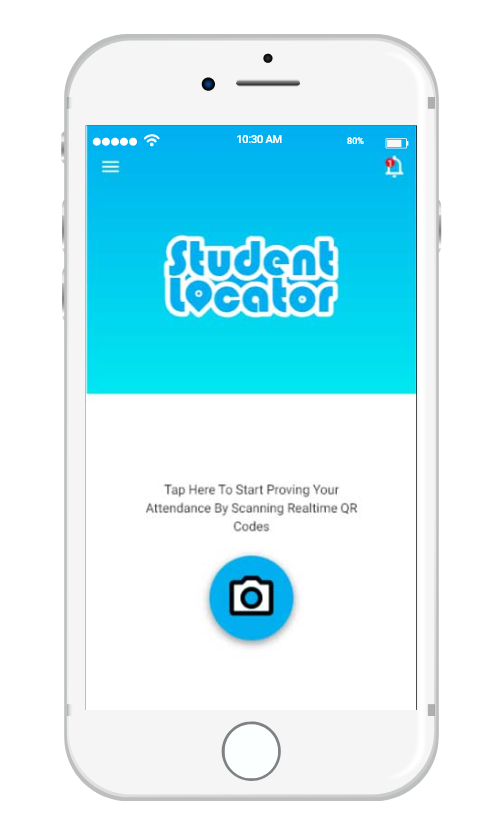 10:30 AM
80%
1
Student
Locator
Tap Here To Start Proving Your
Attendance By Scanning Realtime QR
Codes